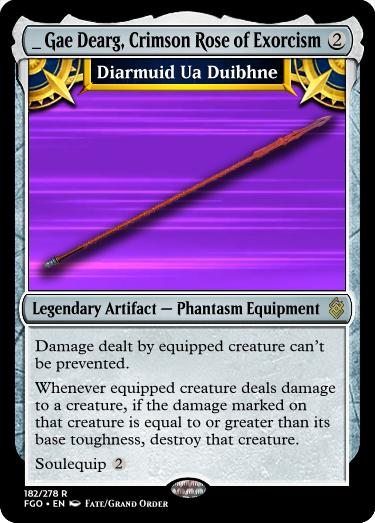 _ Gae Dearg, Crimson Rose of Exorcism 2
Diarmuid Ua Duibhne
Legendary Artifact — Phantasm Equipment
Damage dealt by equipped creature can't
be prevented.
Whenever equipped creature deals damage
to a creature, if the damage marked on
that creature is equal to or greater than its
base toughness, destroy that creature.
Soulequip 2
182/278 R
FGO • EN Fate/Grand Order